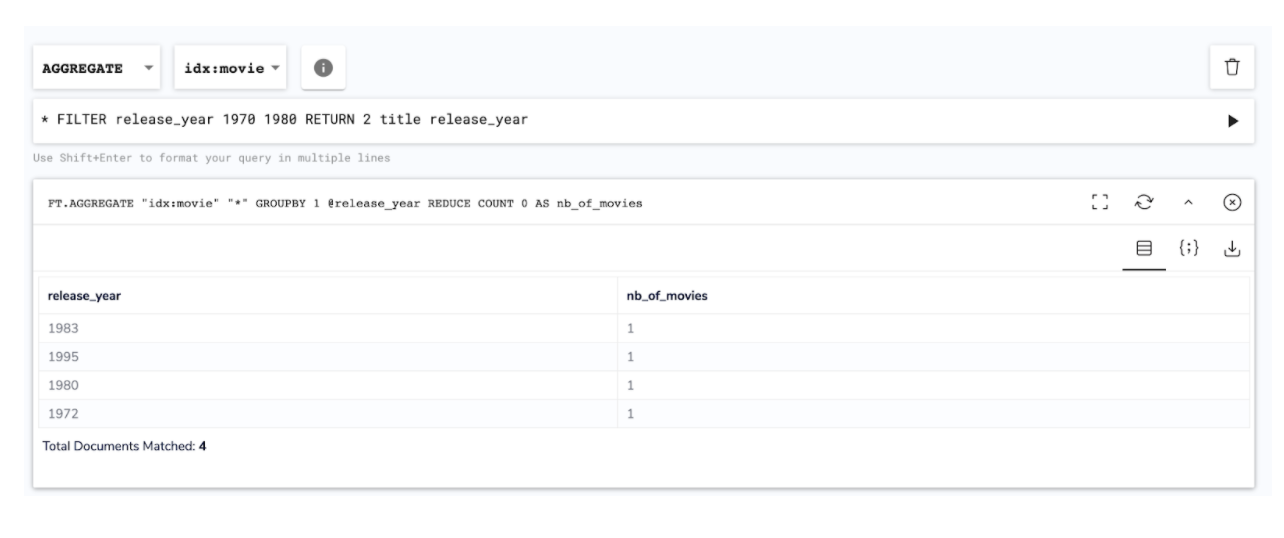 AGGREGATE idx:movie
* FILTER release_year 1970 1980 RETURN 2 title release_year
Use Shift+Enter to format your query in multiple lines
FT.AGGREGATE "idx:movie" "*" GROUPBY 1 @release_year REDUCE COUNT 0 AS nb_of_movies
{;}
release_year nb_of_movies
1983 1
1995 1
1980 1
1972 1
Total Documents Matched: 4